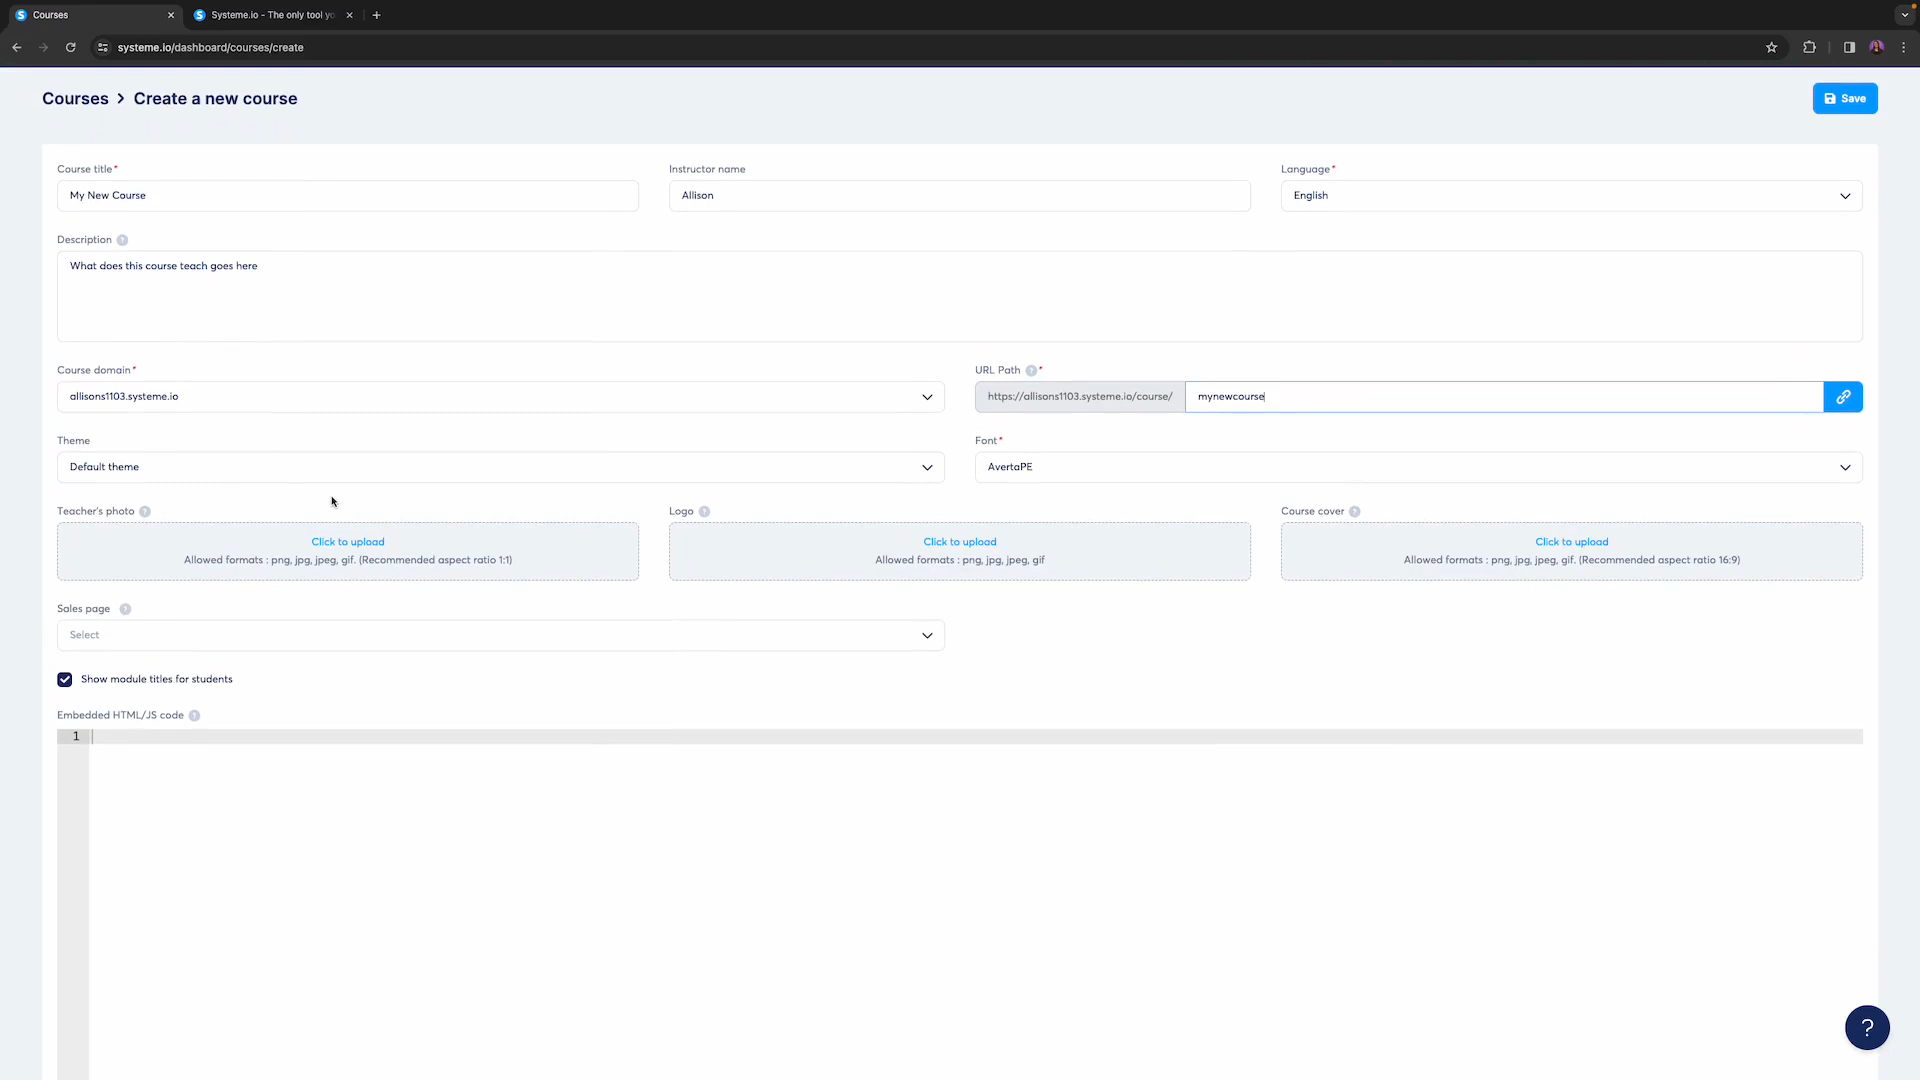 Courses
Systeme.io - The only tool yo
systeme.io/dashboard/courses/create
Courses > Create a new course
Save
Course title*
Instructor name
Language*
My New Course
Allison
English
Description ?
What does this course teach goes here
Course domain*
URL Path ? *
allisons1103.systeme.io
https://allisons1103.systeme.io/course/
mynewcourse
Theme
Font*
Default theme
AvertaPE
Teacher's photo ?
Logo ?
Course cover ?
Click to upload
Allowed formats : png, jpg, jpeg, gif. (Recommended aspect ratio 1:1)
Click to upload
Allowed formats : png, jpg, jpeg, gif
Click to upload
Allowed formats : png, jpg, jpeg, gif. (Recommended aspect ratio 16:9)
Sales page ?
Select
Show module titles for students
Embedded HTML/JS code ?
1
?